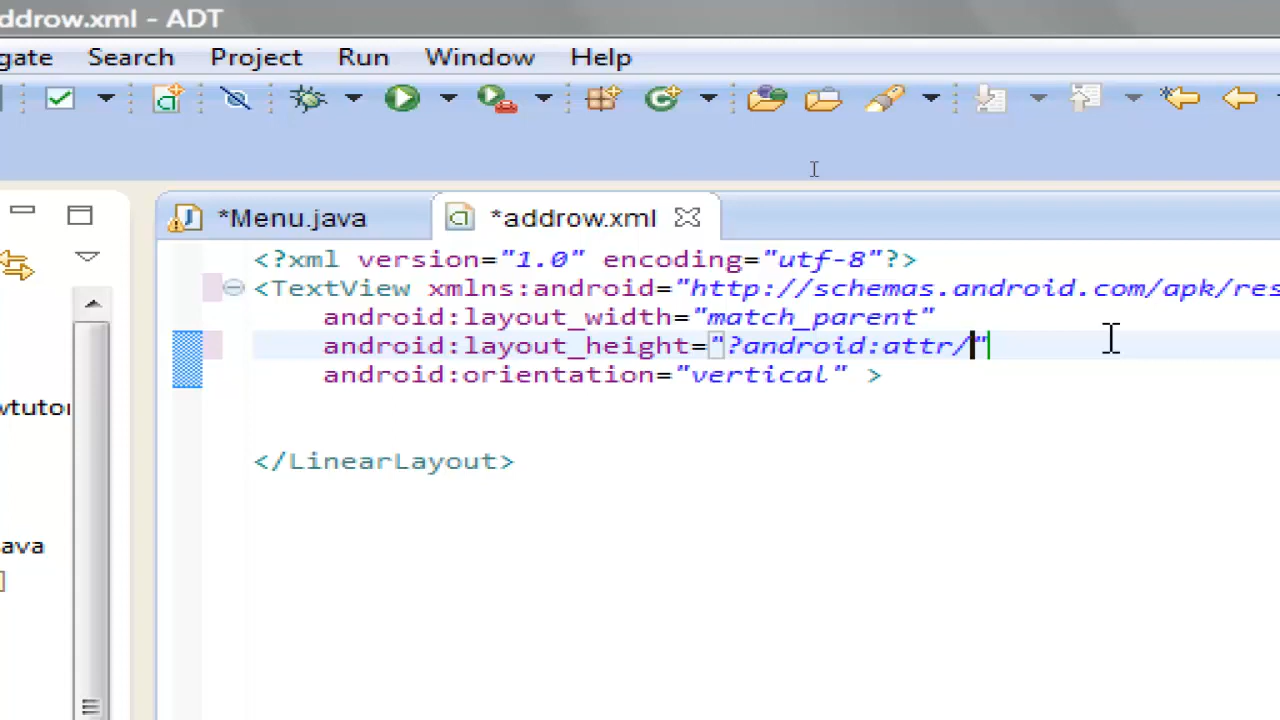 ddrow.xml - ADT
gate Search Project Run Window Help
*Menu.java *addrow.xml
<?xml version="1.0" encoding="utf-8"?>
<TextView xmlns:android="http://schemas.android.com/apk/res
android:layout_width="match_parent"
android:layout_height="?android:attr/"
android:orientation="vertical" >
wtutor
</LinearLayout>
ava